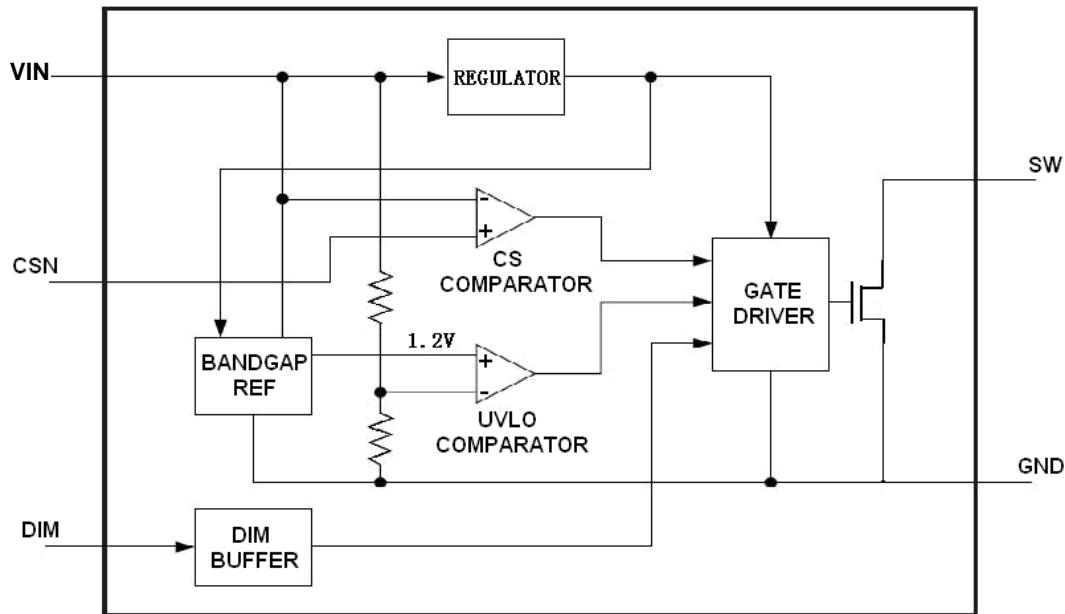 VIN
REGULATOR
SW
-
+
CSN
CS
COMPARATOR
GATE
DRIVER
1.2V
BANDGAP
REF
+
-
UVLO
COMPARATOR
GND
DIM
DIM
BUFFER